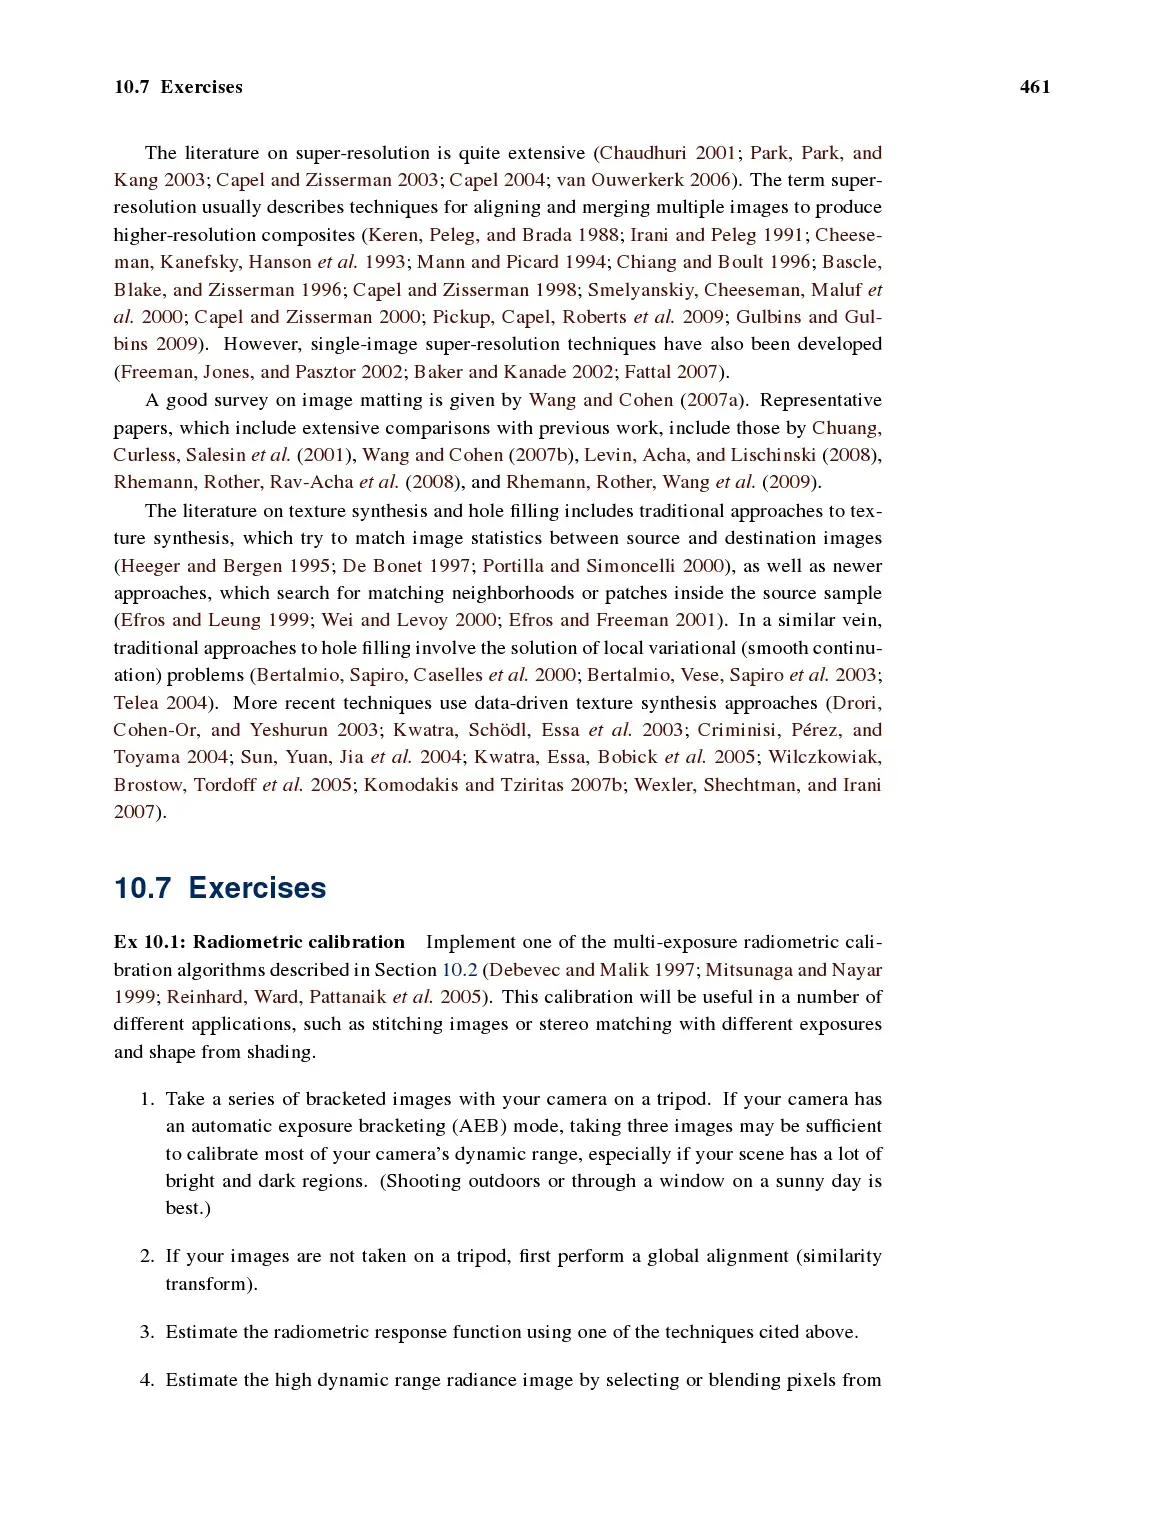 10.7 Exercises 461
The literature on super-resolution is quite extensive (Chaudhuri 2001; Park, Park, and
Kang 2003; Capel and Zisserman 2003; Capel 2004; van Ouwerkerk 2006). The term super-
resolution usually describes techniques for aligning and merging multiple images to produce
higher-resolution composites (Keren, Peleg, and Brada 1988; Irani and Peleg 1991; Cheese-
man, Kanefsky, Hanson et al. 1993; Mann and Picard 1994; Chiang and Boult 1996; Bascle,
Blake, and Zisserman 1996; Capel and Zisserman 1998; Smelyanskiy, Cheeseman, Maluf et
al. 2000; Capel and Zisserman 2000; Pickup, Capel, Roberts et al. 2009; Gulbins and Gul-
bins 2009). However, single-image super-resolution techniques have also been developed
(Freeman, Jones, and Pasztor 2002; Baker and Kanade 2002; Fattal 2007).
A good survey on image matting is given by Wang and Cohen (2007a). Representative
papers, which include extensive comparisons with previous work, include those by Chuang,
Curless, Salesin et al. (2001), Wang and Cohen (2007b), Levin, Acha, and Lischinski (2008),
Rhemann, Rother, Rav-Acha et al. (2008), and Rhemann, Rother, Wang et al. (2009).
The literature on texture synthesis and hole filling includes traditional approaches to tex-
ture synthesis, which try to match image statistics between source and destination images
(Heeger and Bergen 1995; De Bonet 1997; Portilla and Simoncelli 2000), as well as newer
approaches, which search for matching neighborhoods or patches inside the source sample
(Efros and Leung 1999; Wei and Levoy 2000; Efros and Freeman 2001). In a similar vein,
traditional approaches to hole filling involve the solution of local variational (smooth continu-
ation) problems (Bertalmio, Sapiro, Caselles et al. 2000; Bertalmio, Vese, Sapiro et al. 2003;
Telea 2004). More recent techniques use data-driven texture synthesis approaches (Drori,
Cohen-Or, and Yeshurun 2003; Kwatra, Schödl, Essa et al. 2003; Criminisi, Pérez, and
Toyama 2004; Sun, Yuan, Jia et al. 2004; Kwatra, Essa, Bobick et al. 2005; Wilczkowiak,
Brostow, Tordoff et al. 2005; Komodakis and Tziritas 2007b; Wexler, Shechtman, and Irani
2007).
10.7 Exercises
Ex 10.1: Radiometric calibration Implement one of the multi-exposure radiometric cali-
bration algorithms described in Section 10.2 (Debevec and Malik 1997; Mitsunaga and Nayar
1999; Reinhard, Ward, Pattanaik et al. 2005). This calibration will be useful in a number of
different applications, such as stitching images or stereo matching with different exposures
and shape from shading.
1. Take a series of bracketed images with your camera on a tripod. If your camera has
an automatic exposure bracketing (AEB) mode, taking three images may be sufficient
to calibrate most of your camera's dynamic range, especially if your scene has a lot of
bright and dark regions. (Shooting outdoors or through a window on a sunny day is
best.)
2. If your images are not taken on a tripod, first perform a global alignment (similarity
transform).
3. Estimate the radiometric response function using one of the techniques cited above.
4. Estimate the high dynamic range radiance image by selecting or blending pixels from